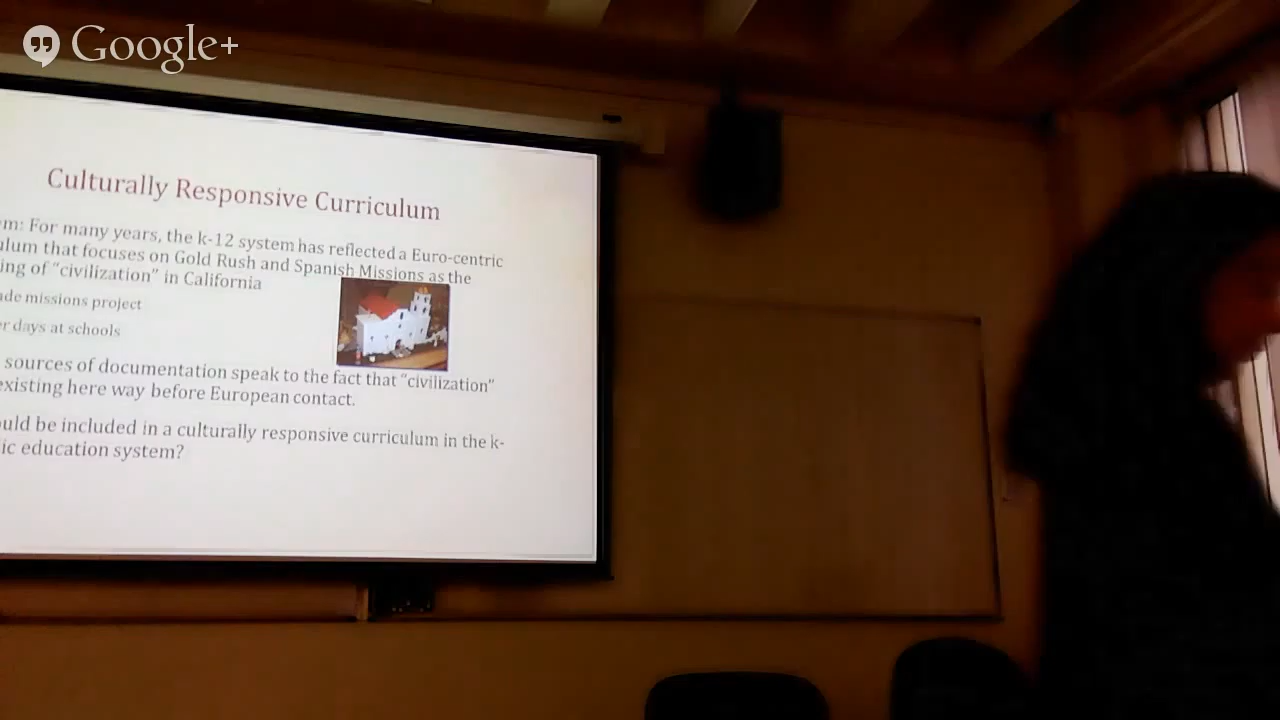 Google+
Culturally Responsive Curriculum
em: For many years, the k-12 system has reflected a Euro-centric
ulum that focuses on Gold Rush and Spanish Missions as the
ing of "civilization" in California
ade missions project
er days at schools
sources of documentation speak to the fact that "civilization"
existing here way before European contact.
ould be included in a culturally responsive curriculum in the k-
ic education system?